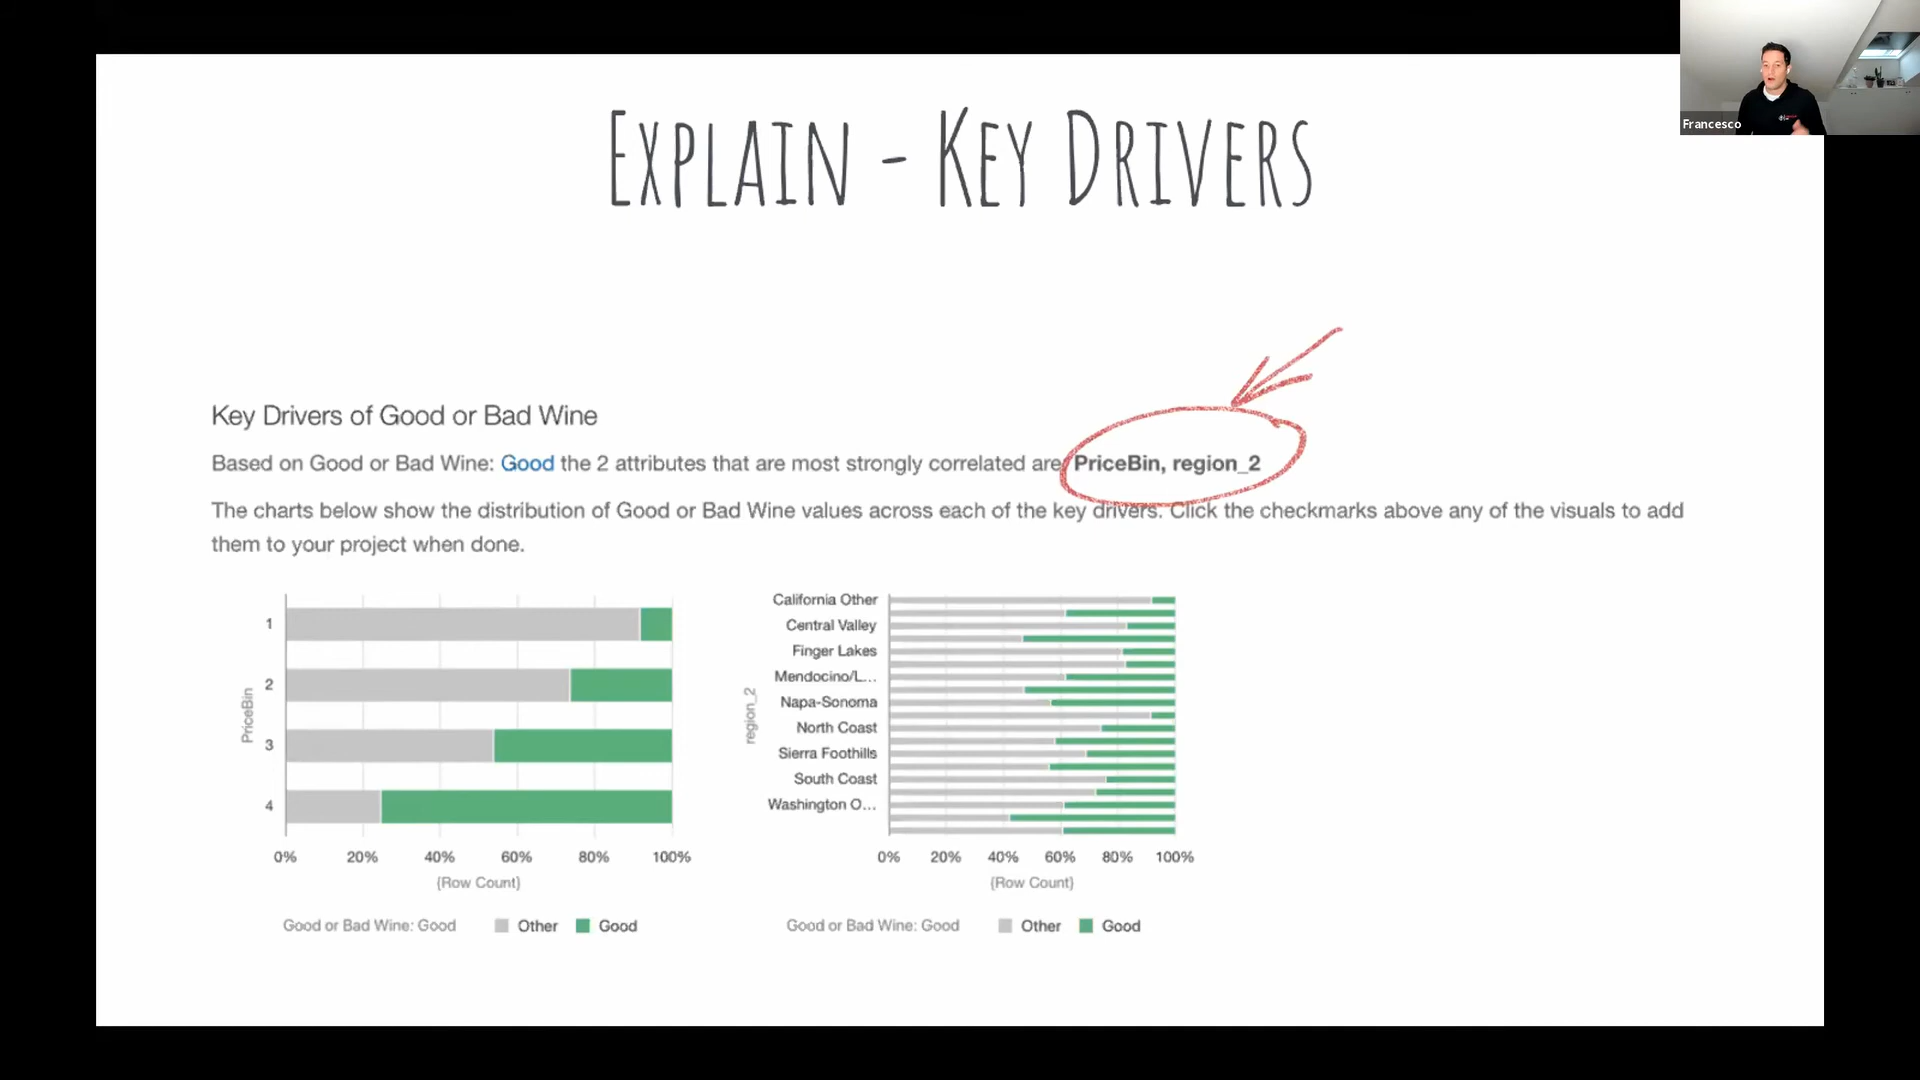 Francesco
EXPLAIN - KEY DRIVERS
Key Drivers of Good or Bad Wine
Based on Good or Bad Wine: Good the 2 attributes that are most strongly correlated are PriceBin, region_2
The charts below show the distribution of Good or Bad Wine values across each of the key drivers. Click the checkmarks above any of the visuals to add
them to your project when done.
PriceBin
1
2
3
4
0% 20% 40% 60% 80% 100%
(Row Count)
Good or Bad Wine: Good Other Good
region_2
California Other
Central Valley
Finger Lakes
Mendocino/L...
Napa-Sonoma
North Coast
Sierra Foothills
South Coast
Washington O...
0% 20% 40% 60% 80% 100%
(Row Count)
Good or Bad Wine: Good Other Good